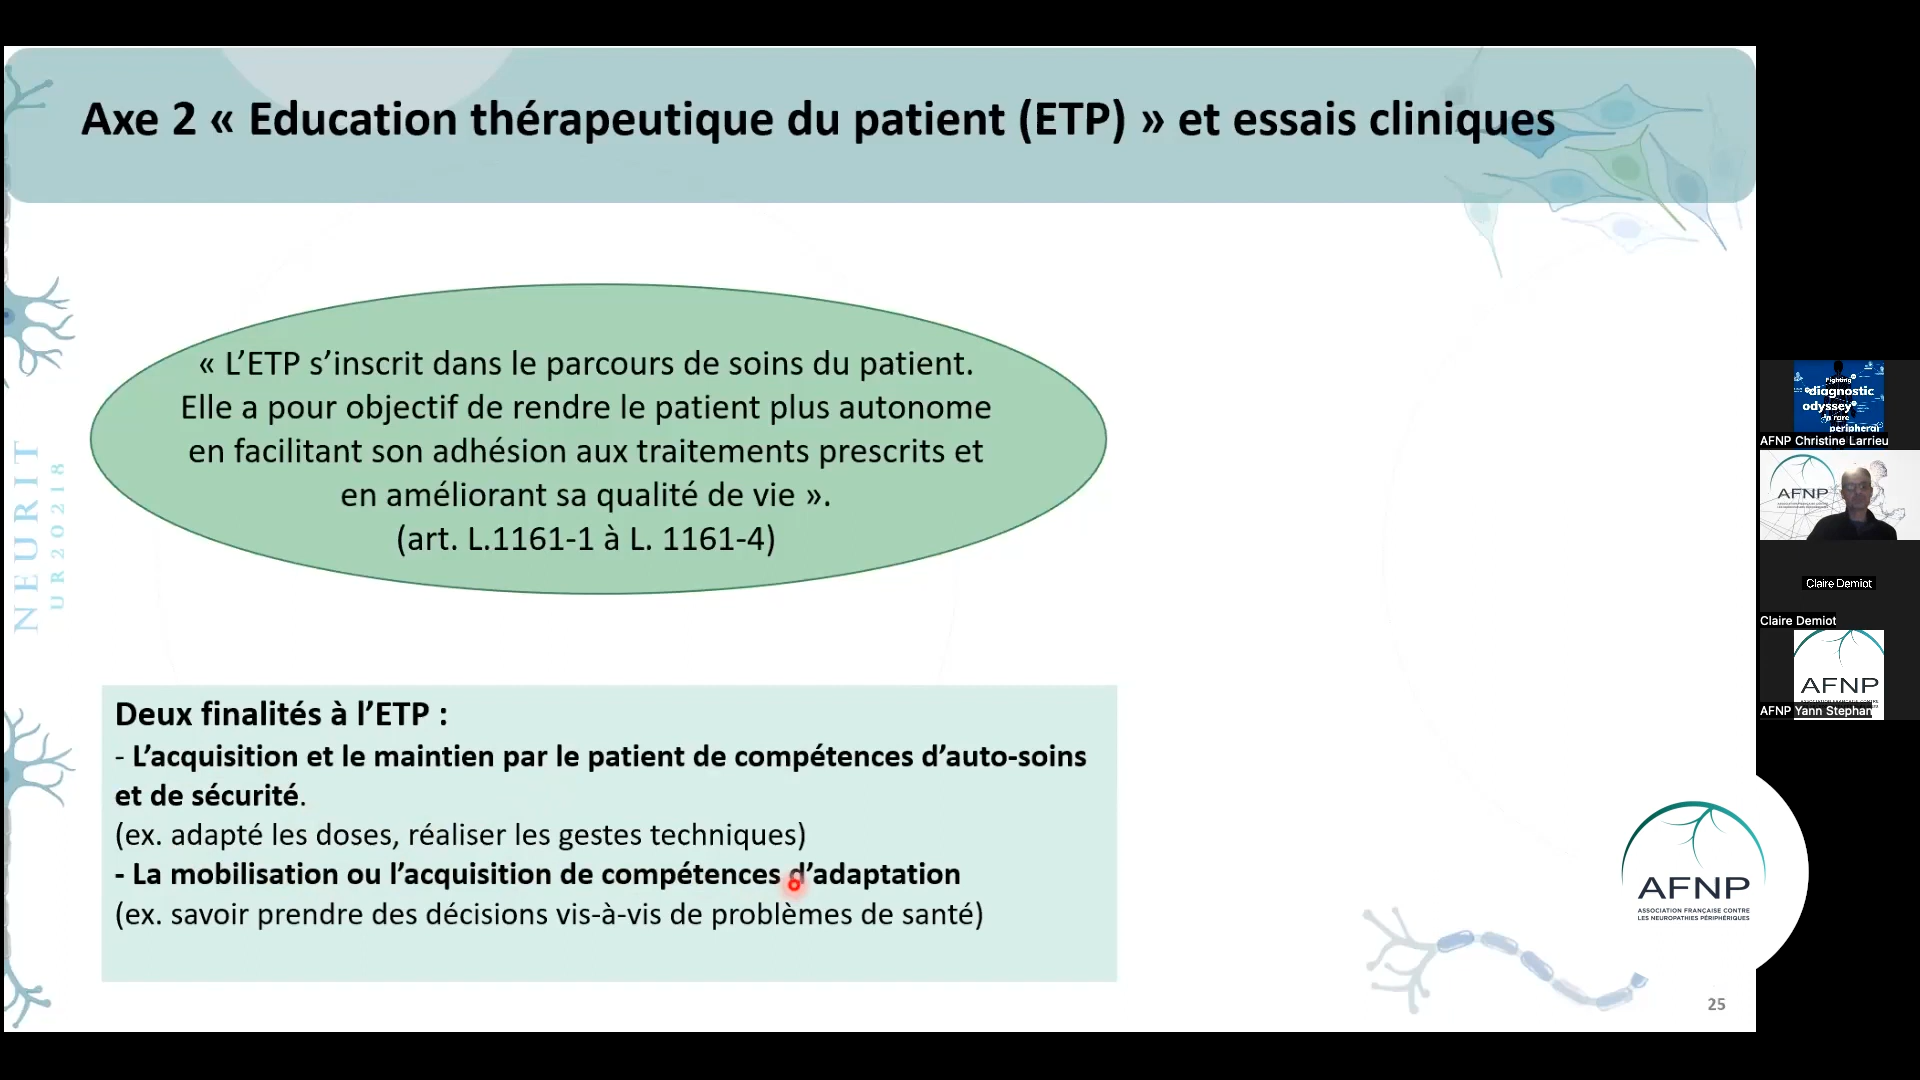 Axe 2 « Education thérapeutique du patient (ETP) » et essais cliniques
« L’ETP s’inscrit dans le parcours de soins du patient.
Elle a pour objectif de rendre le patient plus autonome
en facilitant son adhésion aux traitements prescrits et
en améliorant sa qualité de vie ».
(art. L.1161-1 à L. 1161-4)
NEURIT
UR20218
Deux finalités à l’ETP :
- L’acquisition et le maintien par le patient de compétences d’auto-soins
et de sécurité.
(ex. adapté les doses, réaliser les gestes techniques)
- La mobilisation ou l’acquisition de compétences d’adaptation
(ex. savoir prendre des décisions vis-à-vis de problèmes de santé)
AFNP
ASSOCIATION FRANÇAISE CONTRE
LES NEUROPATHIES PÉRIPHÉRIQUES
25
Fighting
diagnostic
odyssey
in rare
peripheral
AFNP Christine Larrieu
AFNP
Claire Demiot
Claire Demiot
AFNP
AFNP Yann Stephan